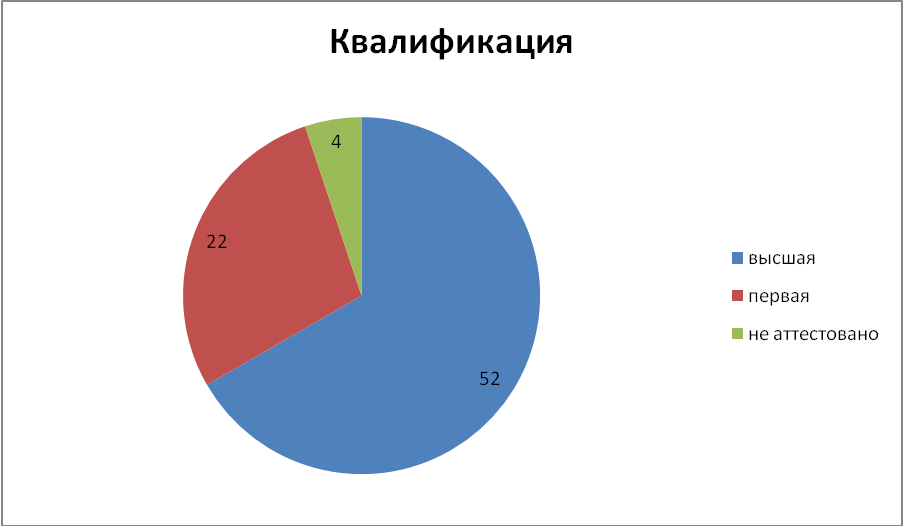 Квалификация
4
22
52
высшая
первая
не аттестовано